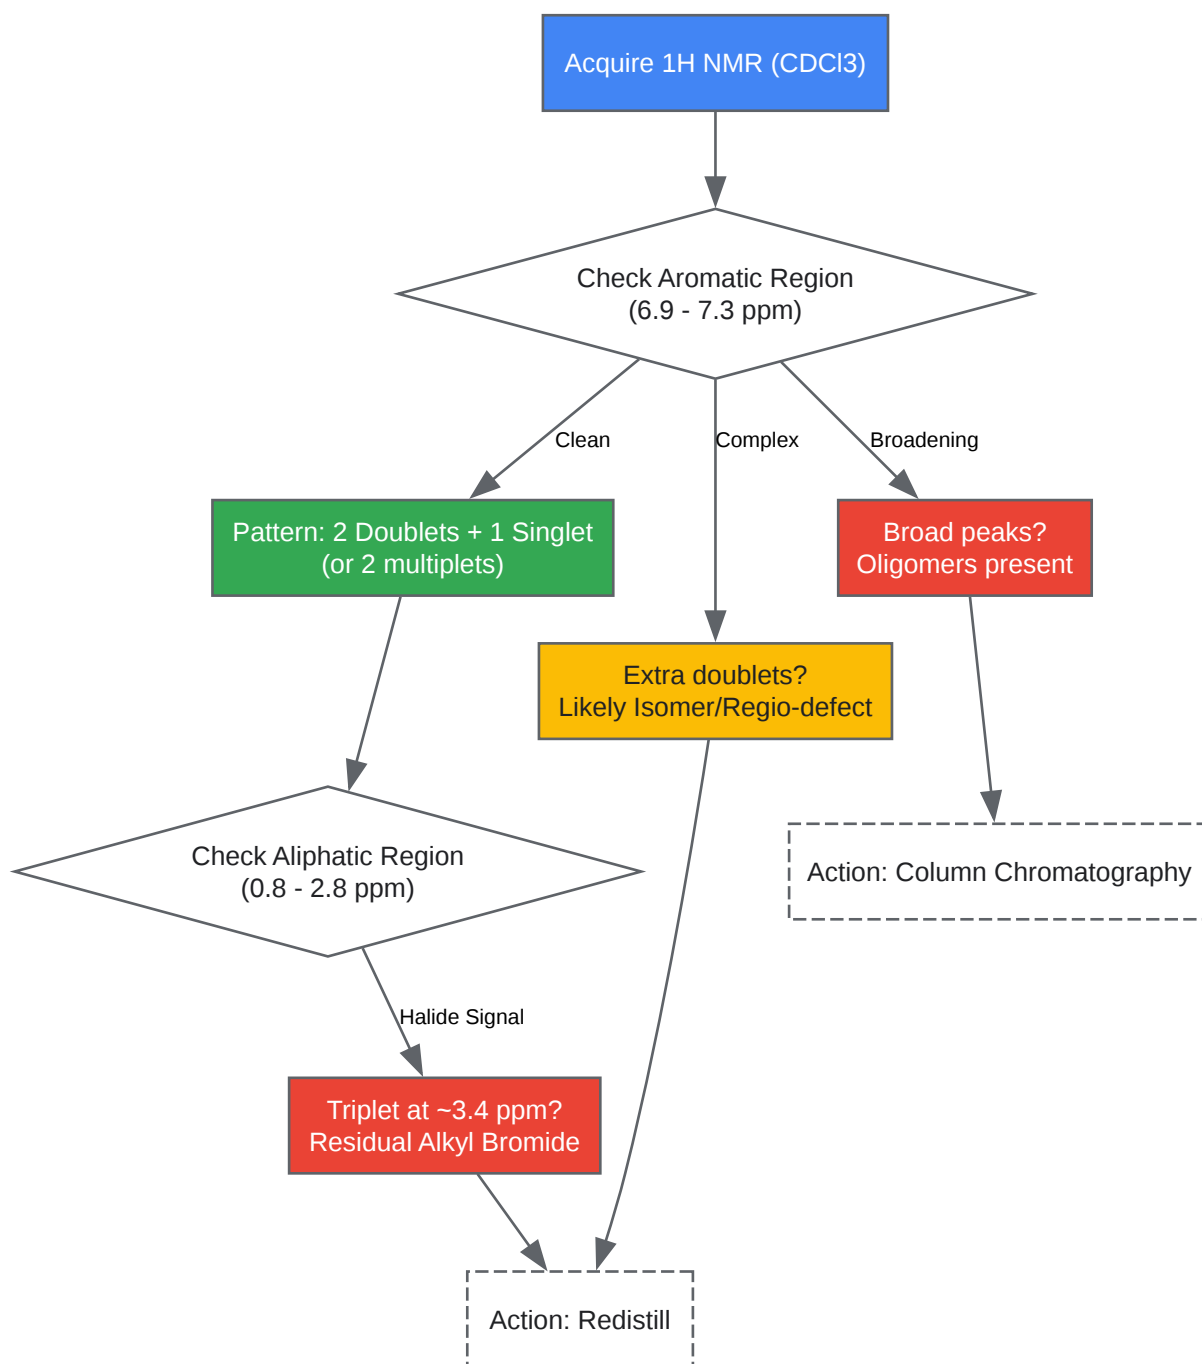 Acquire 1H NMR (CDCl3)
Check Aromatic Region
(6.9 - 7.3 ppm)
Clean
Complex
Broadening
Pattern: 2 Doublets + 1 Singlet
(or 2 multiplets)
Broad peaks?
Oligomers present
Extra doublets?
Likely Isomer/Regio-defect
Check Aliphatic Region
(0.8 - 2.8 ppm)
Action: Column Chromatography
Halide Signal
Triplet at ~3.4 ppm?
Residual Alkyl Bromide
Action: Redistill